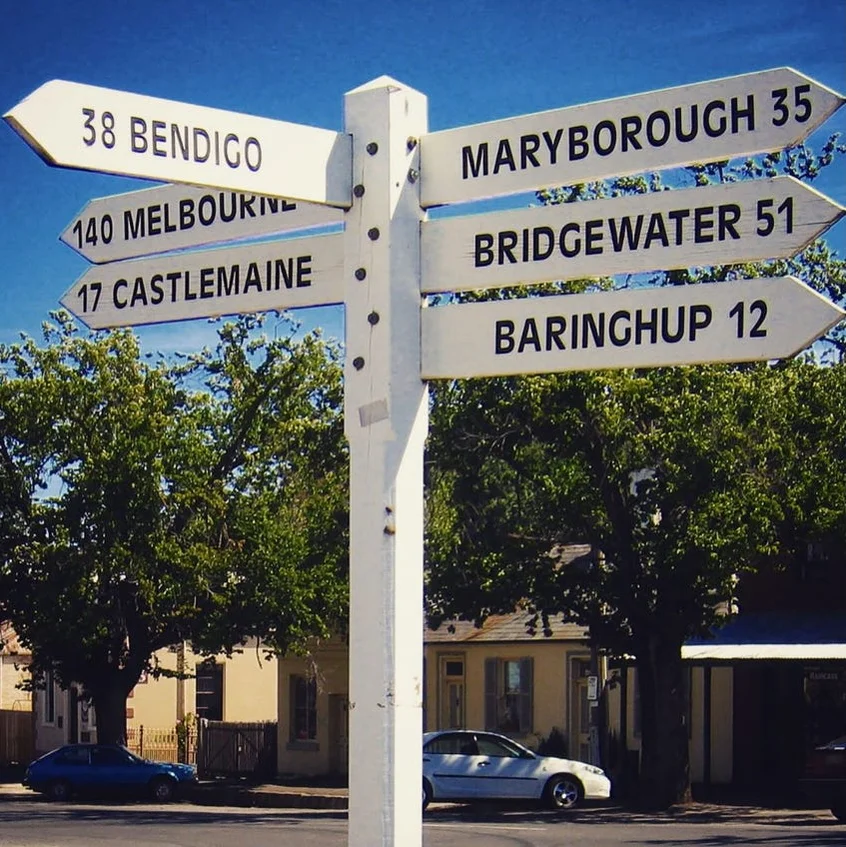 38 BENDIGO
140 MELBOURNE
17 CASTLEMAINE
MARYBOROUGH 35
BRIDGEWATER 51
BARINGHUP 12